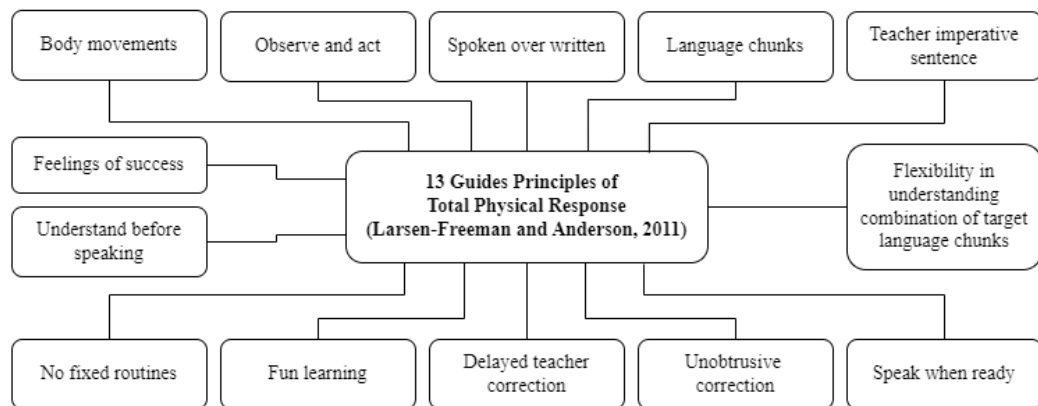 Body movements
Observe and act
Spoken over written
Language chunks
Teacher imperative
sentence
Feelings of success
Understand before
speaking
13 Guides Principles of
Total Physical Response
(Larsen-Freeman and Anderson, 2011)
Flexibility in
understanding
combination of target
language chunks
No fixed routines
Fun learning
Delayed teacher
correction
Unobtrusive
correction
Speak when ready